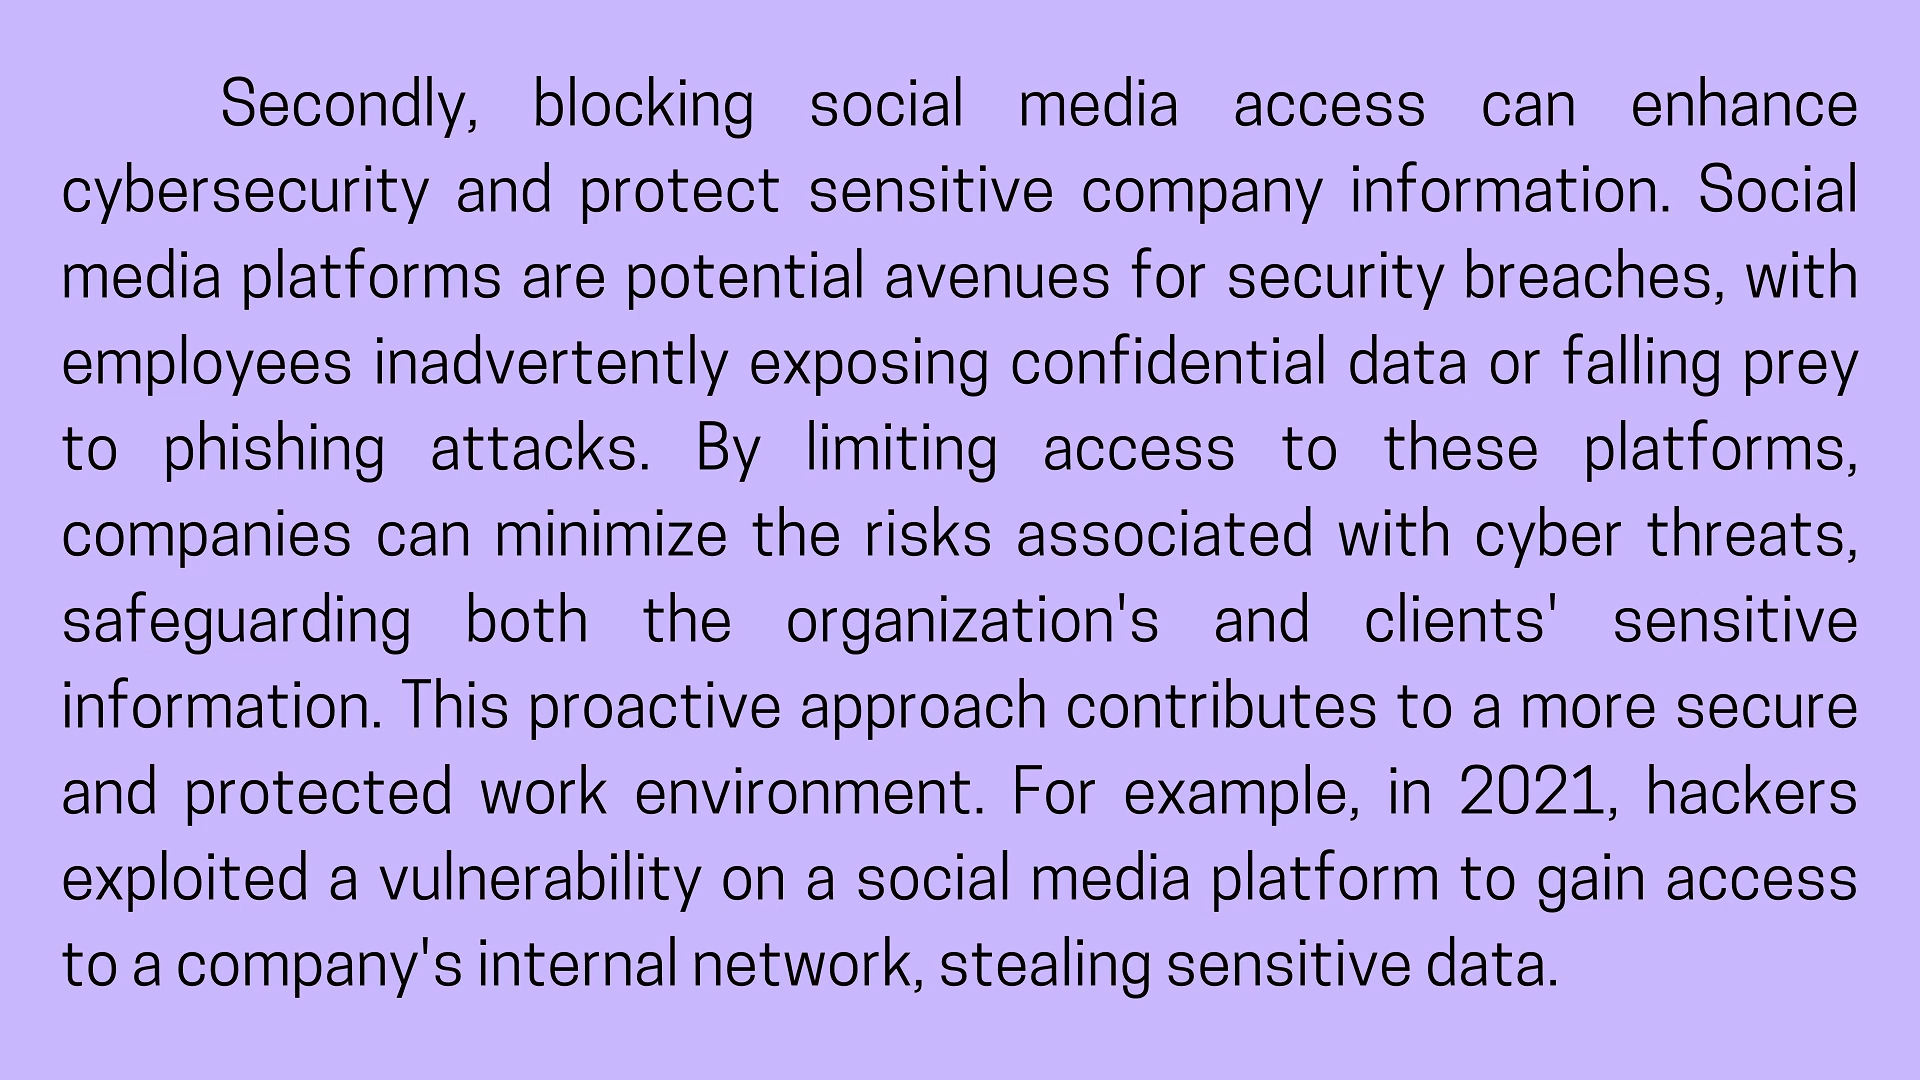 Secondly, blocking social media access can enhance
cybersecurity and protect sensitive company information. Social
media platforms are potential avenues for security breaches, with
employees inadvertently exposing confidential data or falling prey
to phishing attacks. By limiting access to these platforms,
companies can minimize the risks associated with cyber threats,
safeguarding both the organization's and clients' sensitive
information. This proactive approach contributes to a more secure
and protected work environment. For example, in 2021, hackers
exploited a vulnerability on a social media platform to gain access
to a company's internal network, stealing sensitive data.